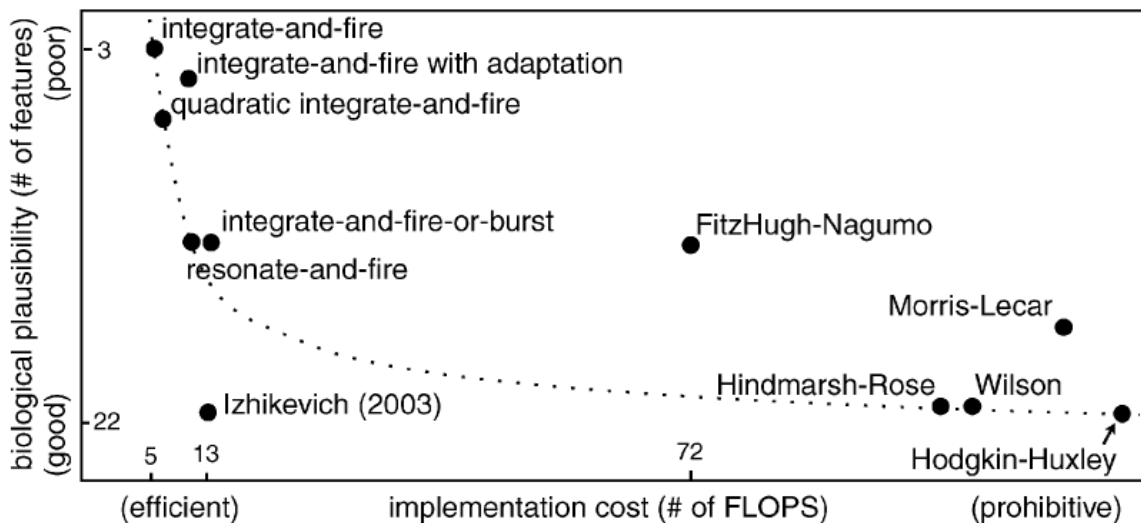 biological plausibility (# of features)
(poor)
(good)
3
22
integrate-and-fire
integrate-and-fire with adaptation
quadratic integrate-and-fire
integrate-and-fire-or-burst
resonate-and-fire
FitzHugh-Nagumo
Morris-Lecar
Hindmarsh-Rose
Wilson
Izhikevich (2003)
Hodgkin-Huxley
5
13
72
(efficient)
implementation cost (# of FLOPS)
(prohibitive)